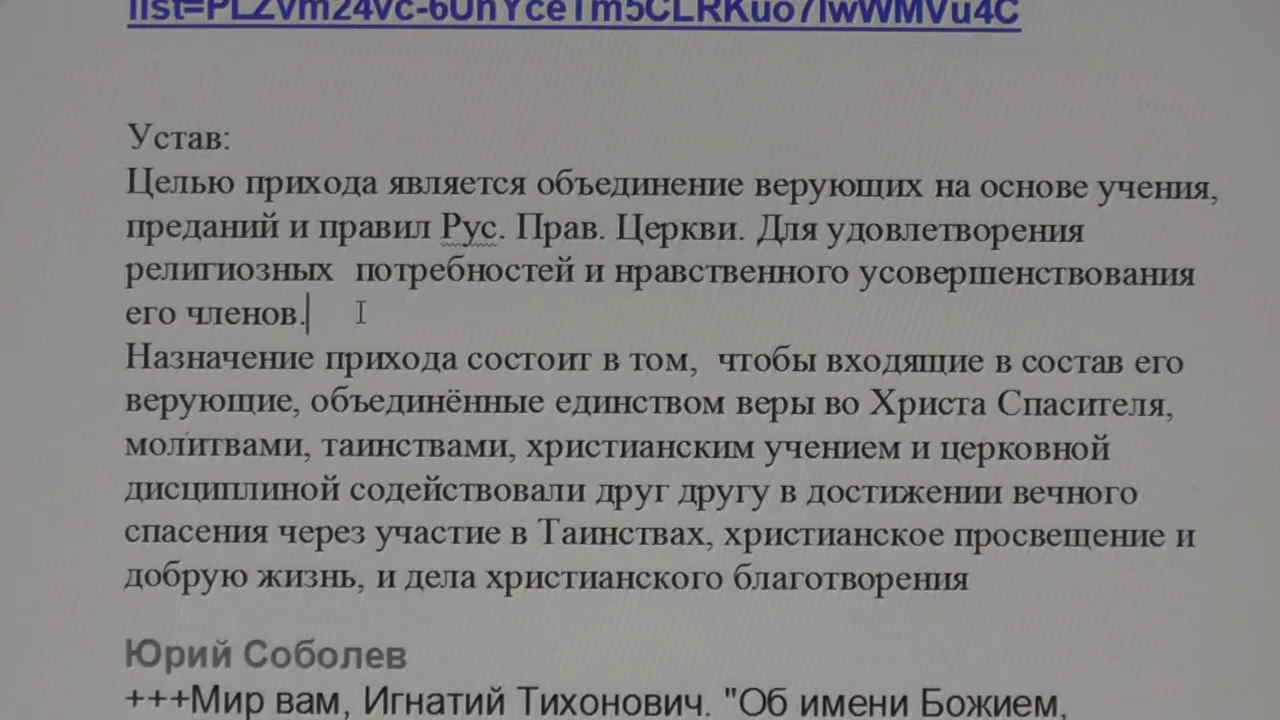 list=PLZvm24vc-6UhYce1m5CLRKuo7IwWMVu4C
Устав:
Целью прихода является объединение верующих на основе учения,
преданий и правил Рус. Прав. Церкви. Для удовлетворения
религиозных потребностей и нравственного усовершенствования
его членов.
Назначение прихода состоит в том, чтобы входящие в состав его
верующие, объединённые единством веры во Христа Спасителя,
молитвами, таинствами, христианским учением и церковной
дисциплиной содействовали друг другу в достижении вечного
спасения через участие в Таинствах, христианское просвещение и
добрую жизнь, и дела христианского благотворения
Юрий Соболев
+++Мир вам, Игнатий Тихонович. "Об имени Божием,